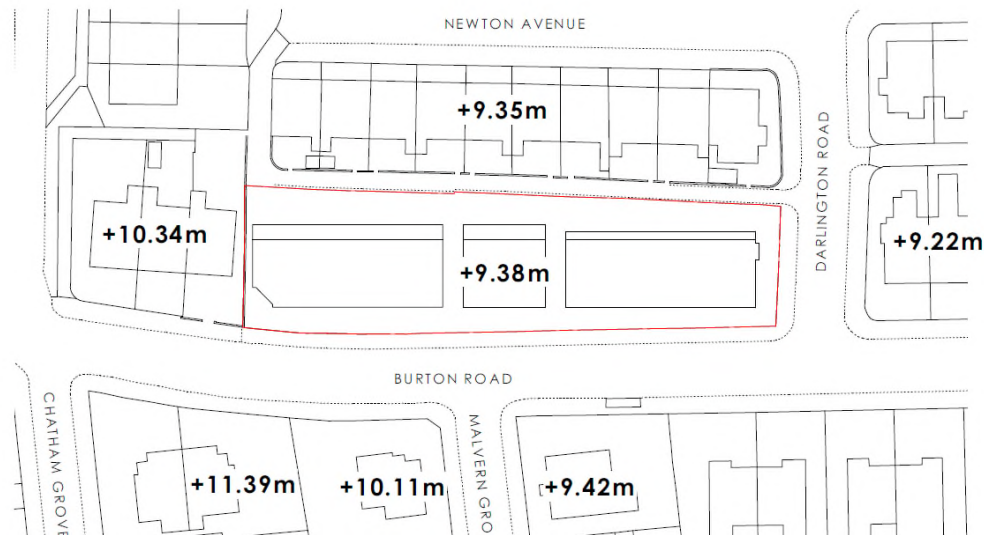 NEWTON AVENUE
+9.35m
DARLINGTON ROAD
+10.34m
+9.38m
+9.22m
BURTON ROAD
CHATHAM GROVE
MALVERN GRO
+11.39m
+10.11m
+9.42m